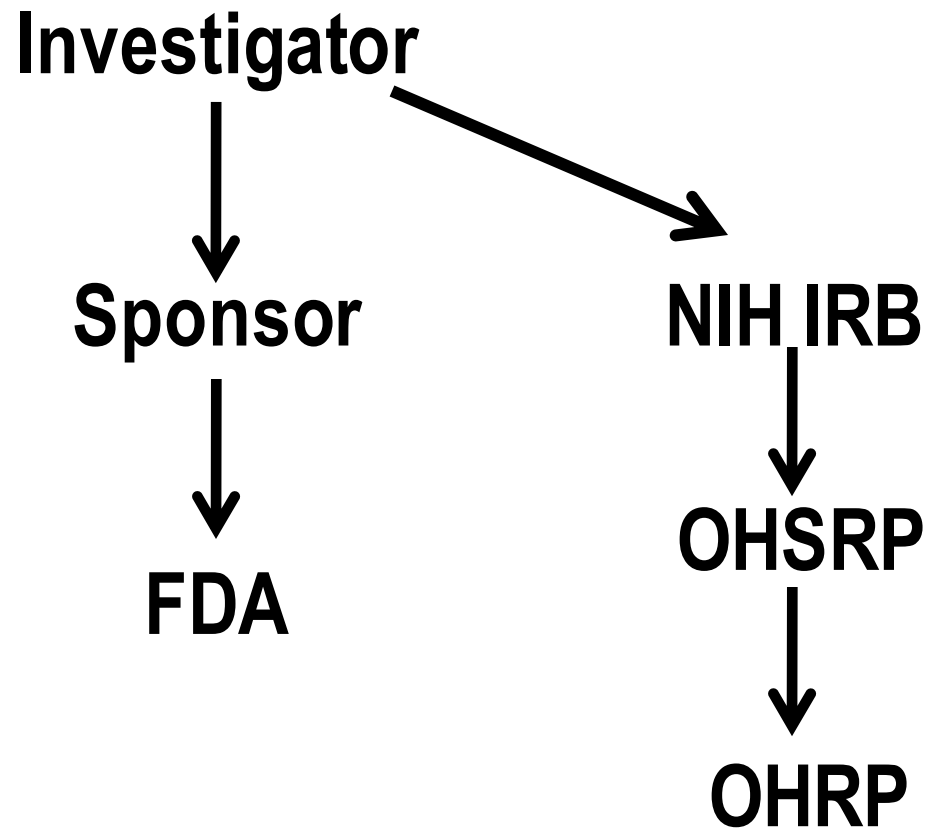 Investigator
Sponsor
NIH IRB
OHSRP
FDA
OHRP